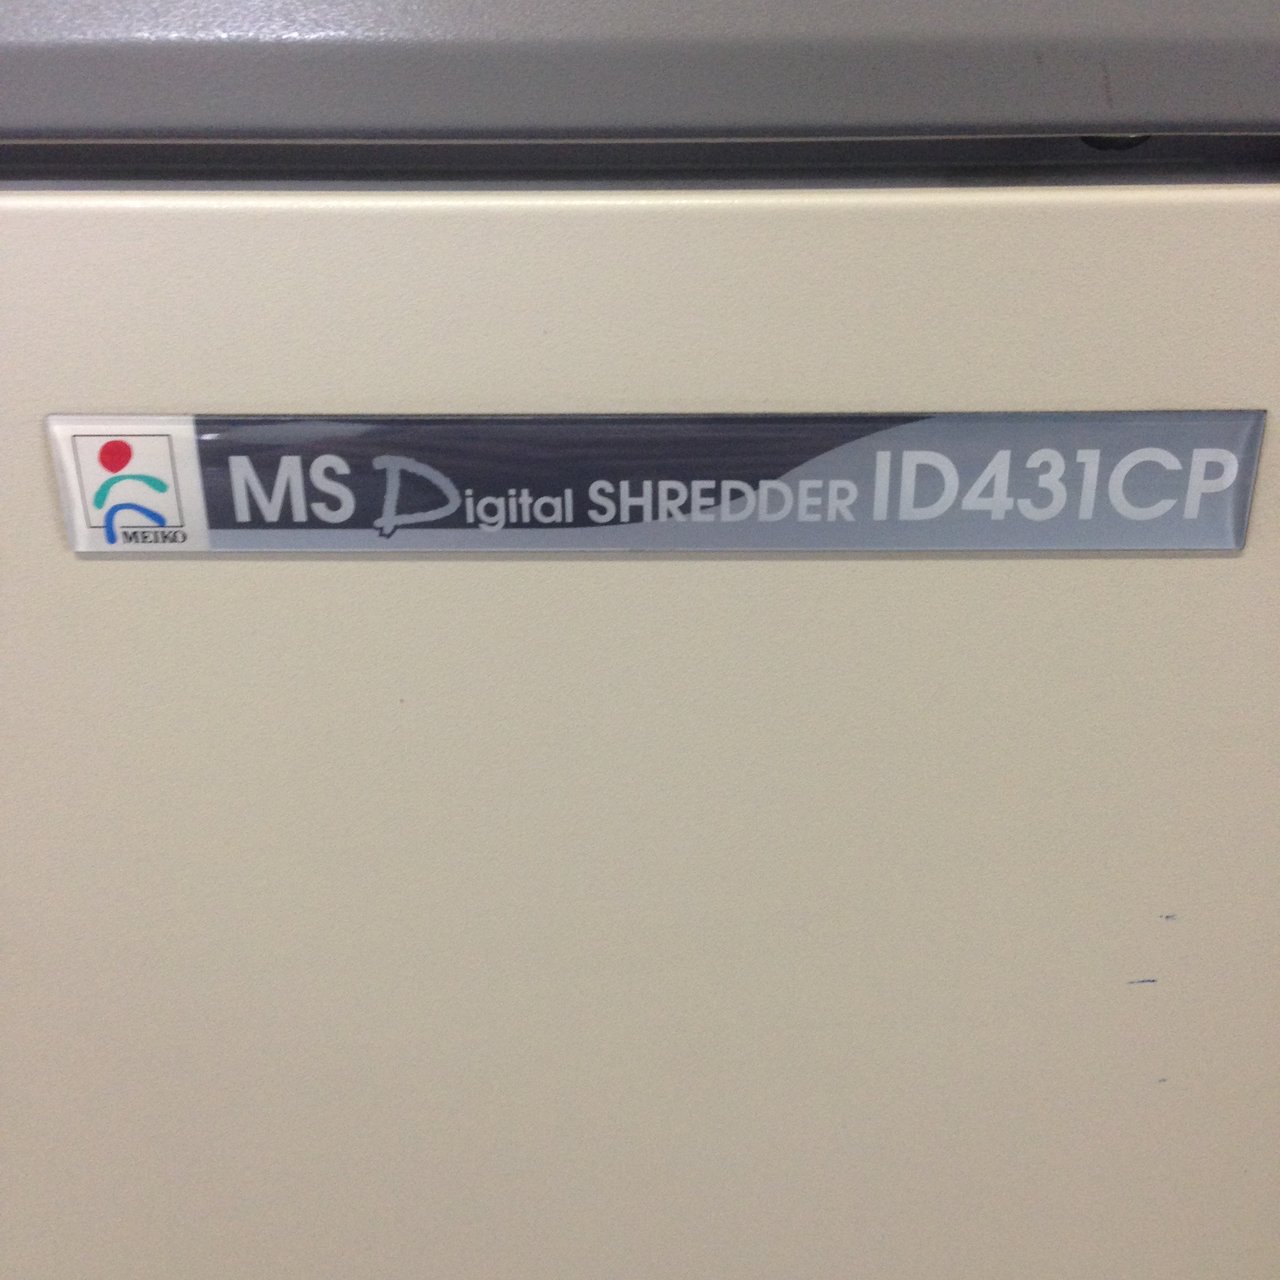 MEIKO
MS Digital SHREDDER ID431CP